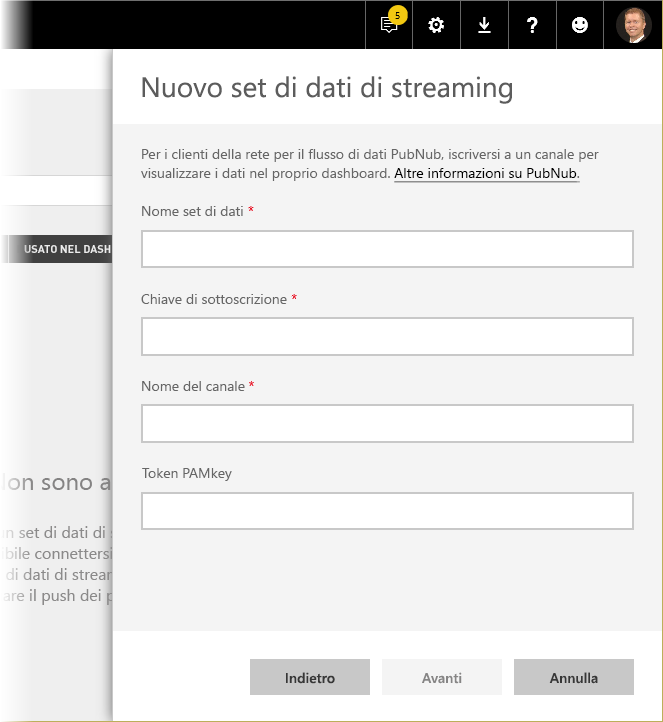 5
?
Nuovo set di dati di streaming
Per i clienti della rete per il flusso di dati PubNub, iscriversi a un canale per
visualizzare i dati nel proprio dashboard. Altre informazioni su PubNub.
Nome set di dati *
USATO NEL DASH
Chiave di sottoscrizione *
Nome del canale *
Token PAMkey
on sono a
n set di dati di s
bile connettersi
di dati di strear
are il push dei p
Indietro
Avanti
Annulla